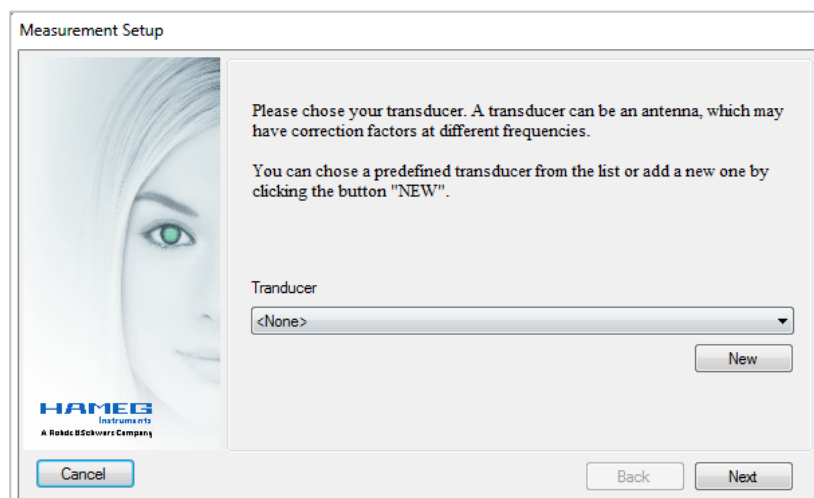 Measurement Setup
Please chose your transducer. A transducer can be an antenna, which may
have correction factors at different frequencies.
You can chose a predefined transducer from the list or add a new one by
clicking the button "NEW".
Tranducer
<None>
New
HAMEG
Instruments
A Rohde & Schwarz Company
Cancel
Back
Next